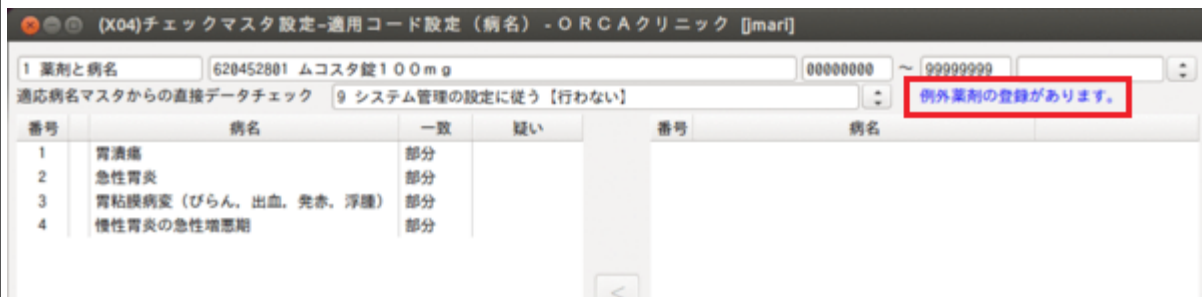 (X04)チェックマスタ設定−適用コード設定（病名）-ＯＲＣＡクリニック [jmari]
1 薬剤と病名 620452801 ムコスタ錠１００ｍｇ 00000000 ～ 99999999
適応病名マスタからの直接データチェック 9 システム管理の設定に従う【行わない】 例外薬剤の登録があります。
番号 病名 一致 疑い 番号 病名
1 胃潰瘍 部分
2 急性胃炎 部分
3 胃粘膜病変（びらん，出血，発赤，浮腫） 部分
4 慢性胃炎の急性増悪期 部分
<